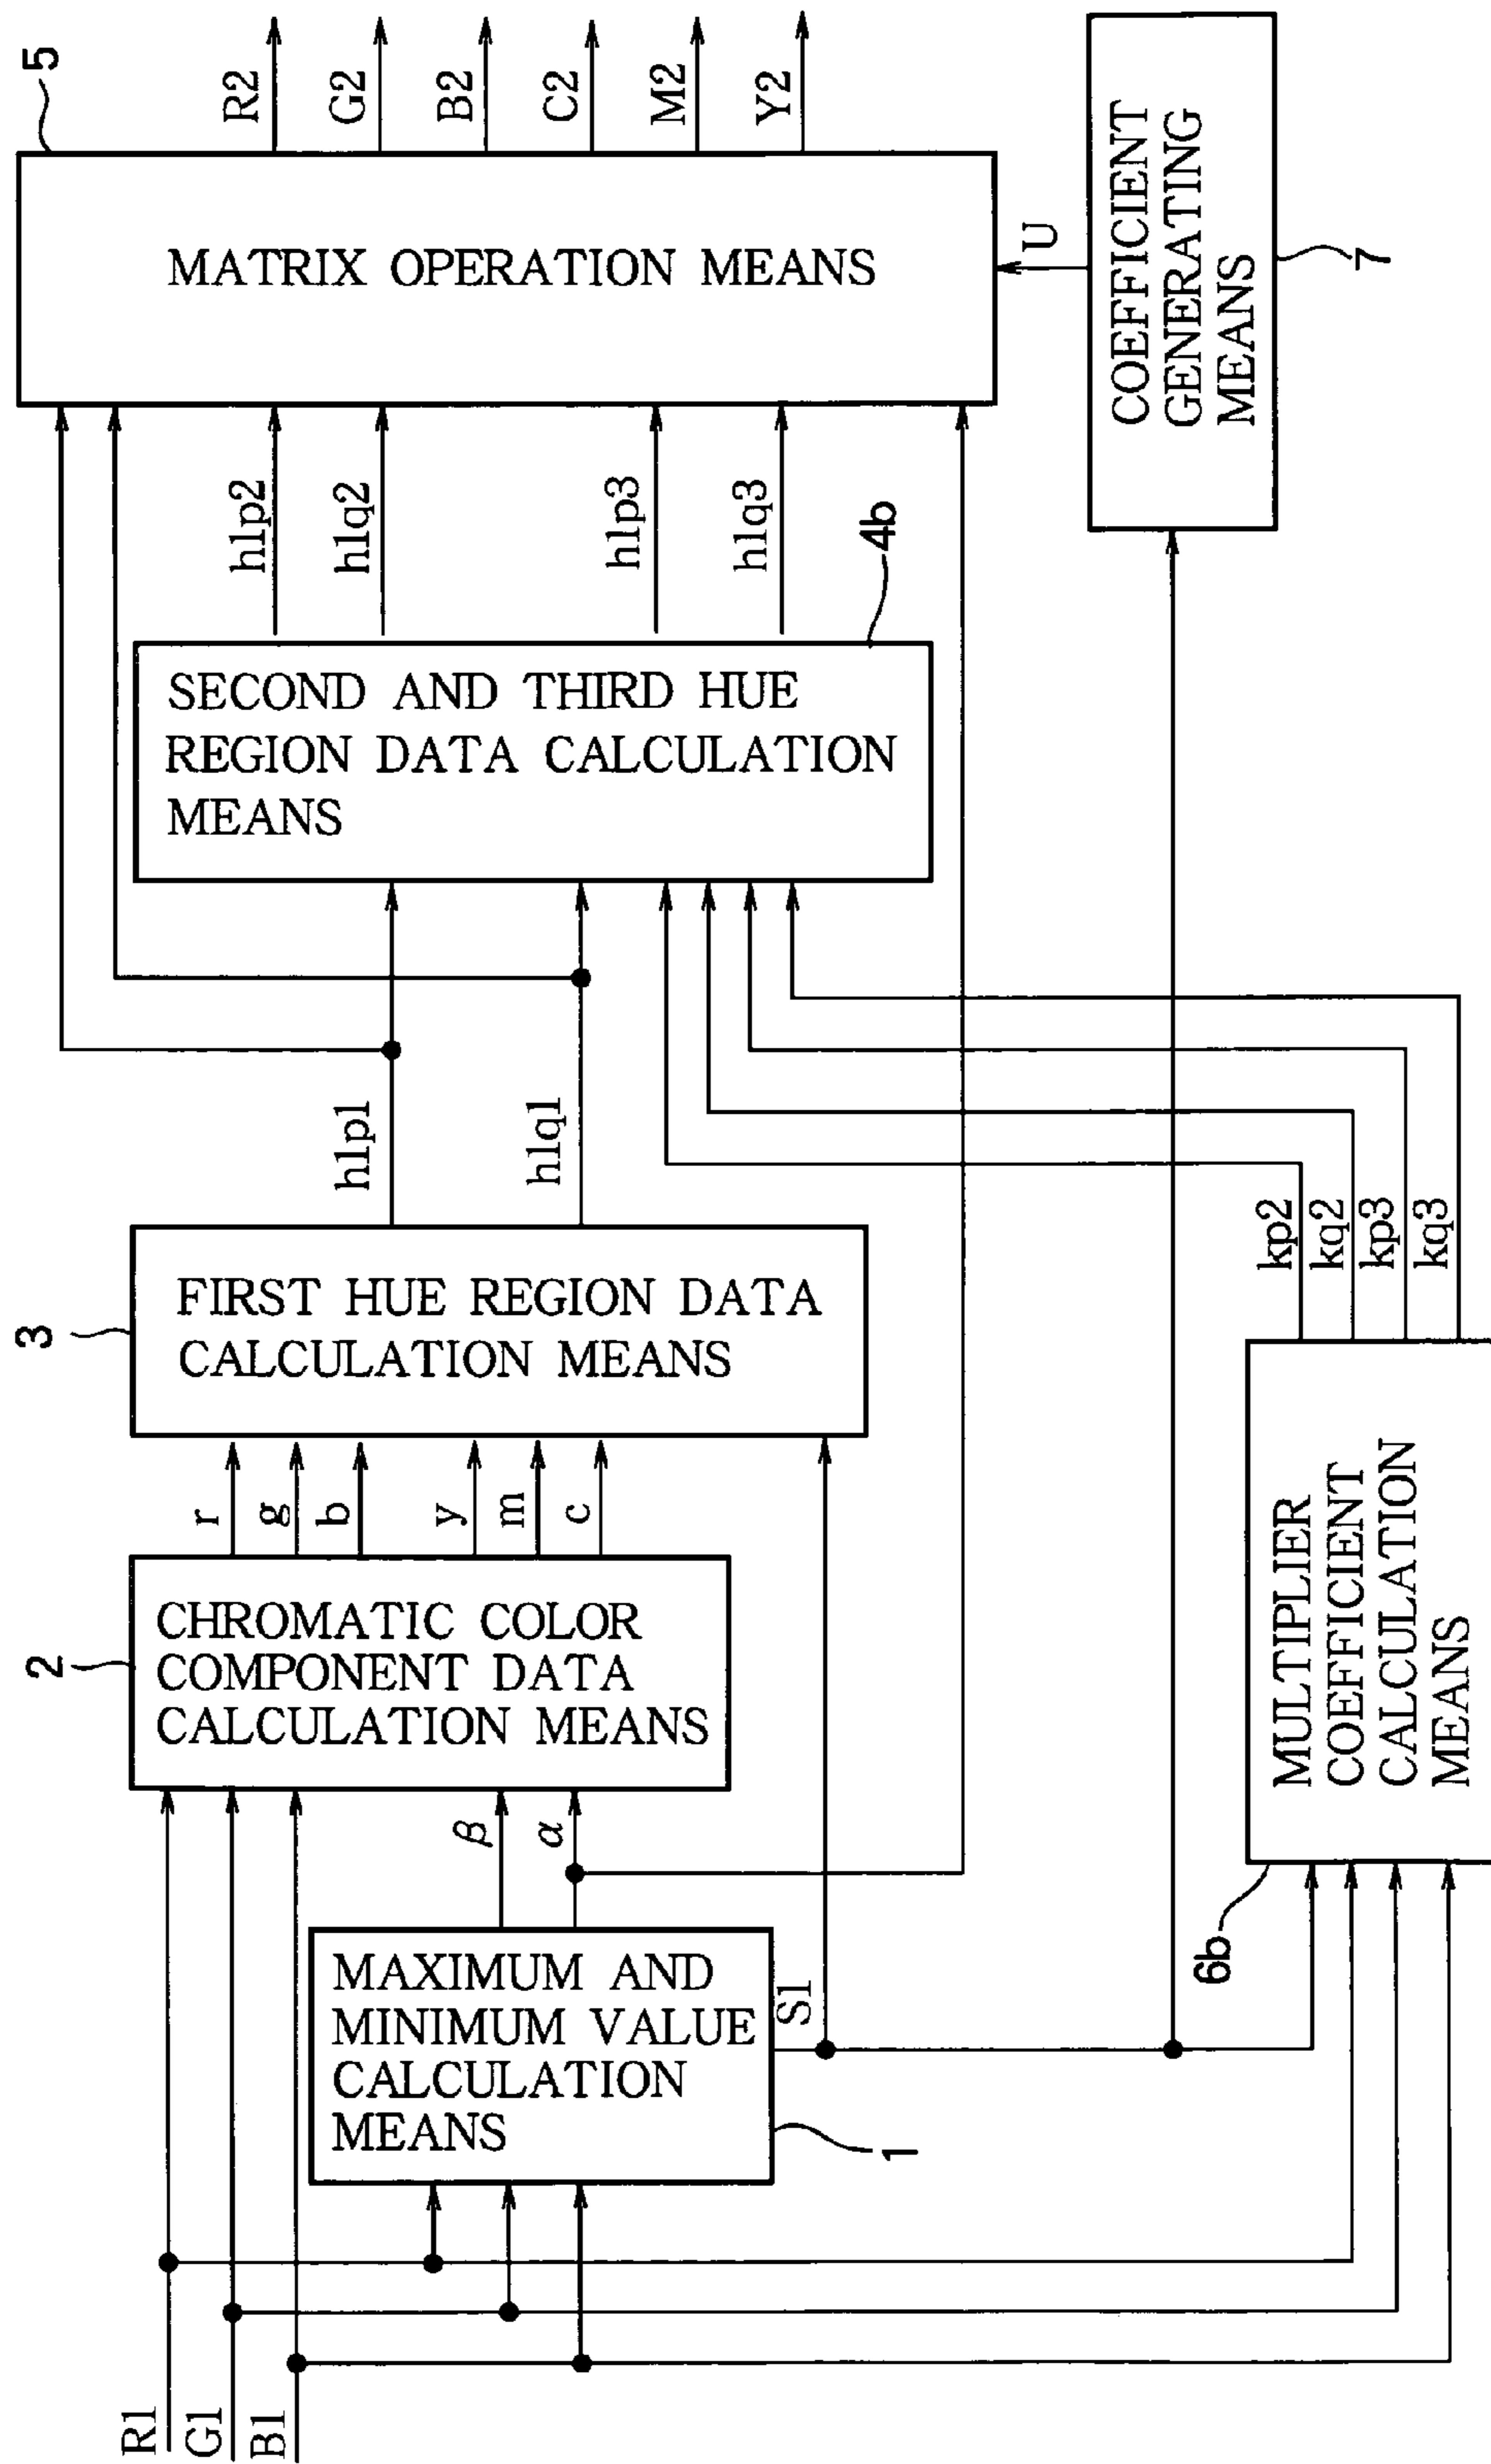 R1
G1
B1
MAXIMUM AND
MINIMUM VALUE
CALCULATION
MEANS
1
S1
β
α
2
CHROMATIC COLOR
COMPONENT DATA
CALCULATION MEANS
r
g
b
y
m
c
3
FIRST HUE REGION DATA
CALCULATION MEANS
h1p1
h1q1
6b
MULTIPLIER
COEFFICIENT
CALCULATION
MEANS
kp2
kq2
kp3
kq3
SECOND AND THIRD HUE
REGION DATA CALCULATION
MEANS
4b
h1p2
h1q2
h1p3
h1q3
5
MATRIX OPERATION MEANS
U
COEFFICIENT
GENERATING
MEANS
7
R2
G2
B2
C2
M2
Y2